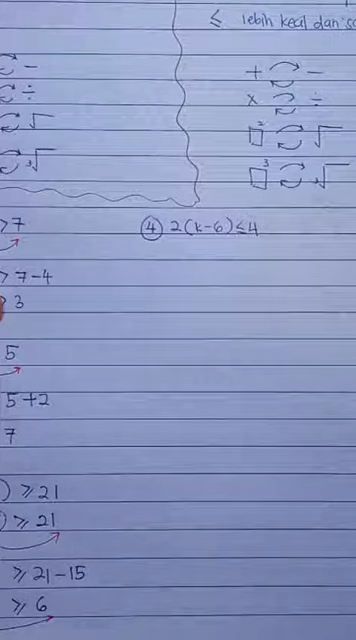 ≤ lebih kecil dan
-
÷
√
∛
+ ⇄ -
× ⇄ ÷
□² ⇄ √
□³ ⇄ ∛
>7
> 7-4
> 3
5
5+2
7
) ≥ 21
) ≥ 21
≥ 21-15
≥ 6
④ 2(k-6) ≤ 4